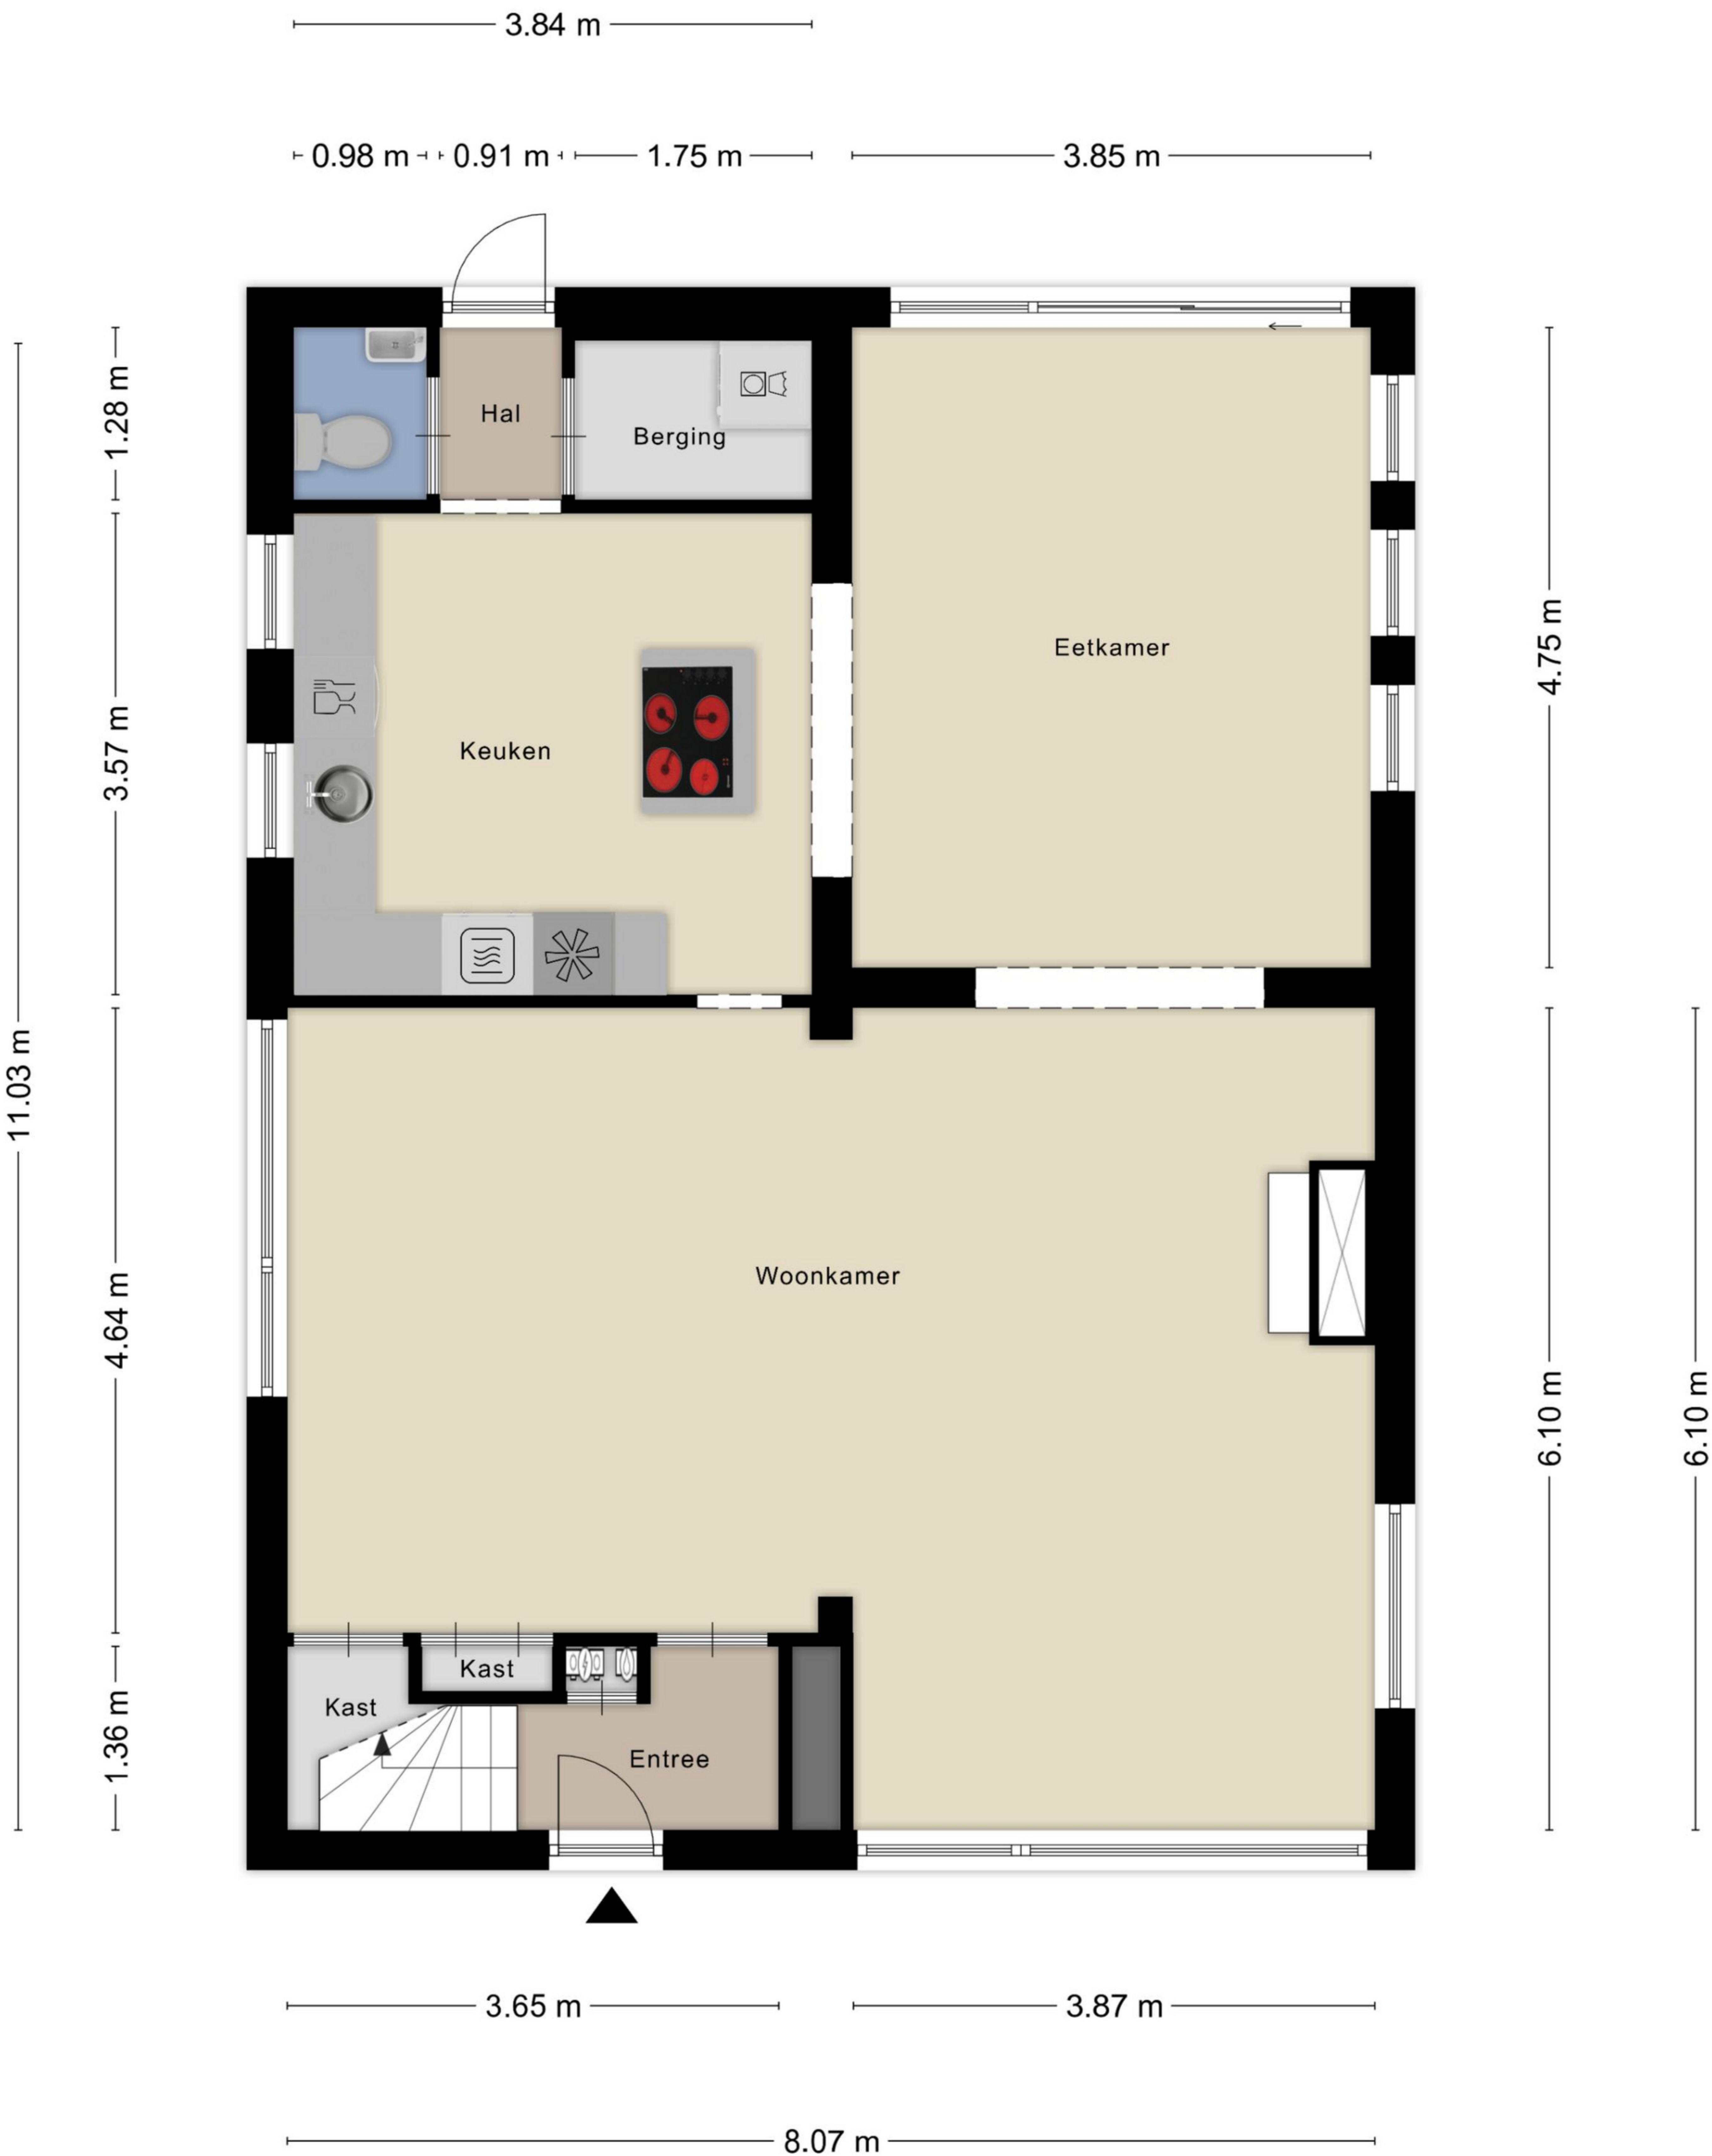 3.84 m
0.98 m
0.91 m
1.75 m
3.85 m
1.28 m
Hal
Berging
4.75 m
Eetkamer
3.57 m
Keuken
11.03 m
Woonkamer
4.64 m
6.10 m
6.10 m
Kast
Kast
1.36 m
Entree
3.65 m
3.87 m
8.07 m